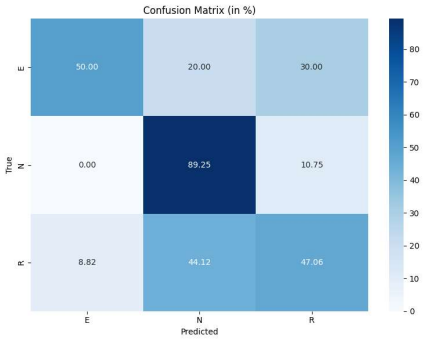 Confusion Matrix (in %)
E 50.00 20.00 30.00
N 0.00 89.25 10.75
R 8.82 44.12 47.06
True
E N R
Predicted
80
70
60
50
40
30
20
10
0